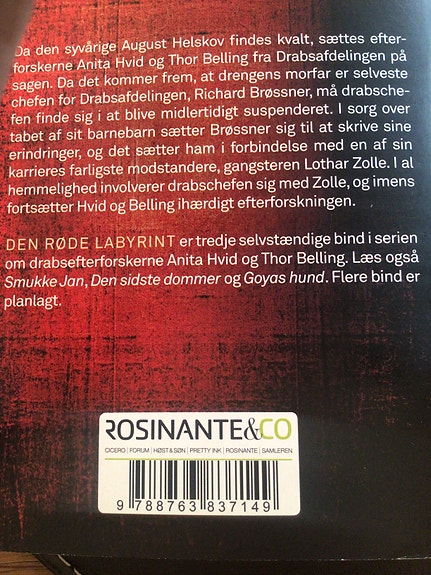 Da den syvårige August Helskov findes kvalt, sættes efter-
forskerne Anita Hvid og Thor Belling fra Drabsafdelingen på
sagen. Da det kommer frem, at drengens morfar er selveste
chefen for Drabsafdelingen, Richard Brøssner, må drabsche-
fen finde sig i at blive midlertidigt suspenderet. I sorg over
tabet af sit barnebarn sætter Brøssner sig til at skrive sine
erindringer, og det sætter ham i forbindelse med en af sin
karrieres farligste modstandere, gangsteren Lothar Zolle. I al
hemmelighed involverer drabschefen sig med Zolle, og imens
fortsætter Hvid og Belling ihærdigt efterforskningen.
DEN RØDE LABYRINT er tredje selvstændige bind i serien
om drabsefterforskerne Anita Hvid og Thor Belling. Læs også
Smukke Jan, Den sidste dommer og Goyas hund. Flere bind er
planlagt.
ROSINANTE&CO
CICERO | FORUM | HØST & SØN | PRETTY INK | ROSINANTE | SAMLEREN
9 788763 837149